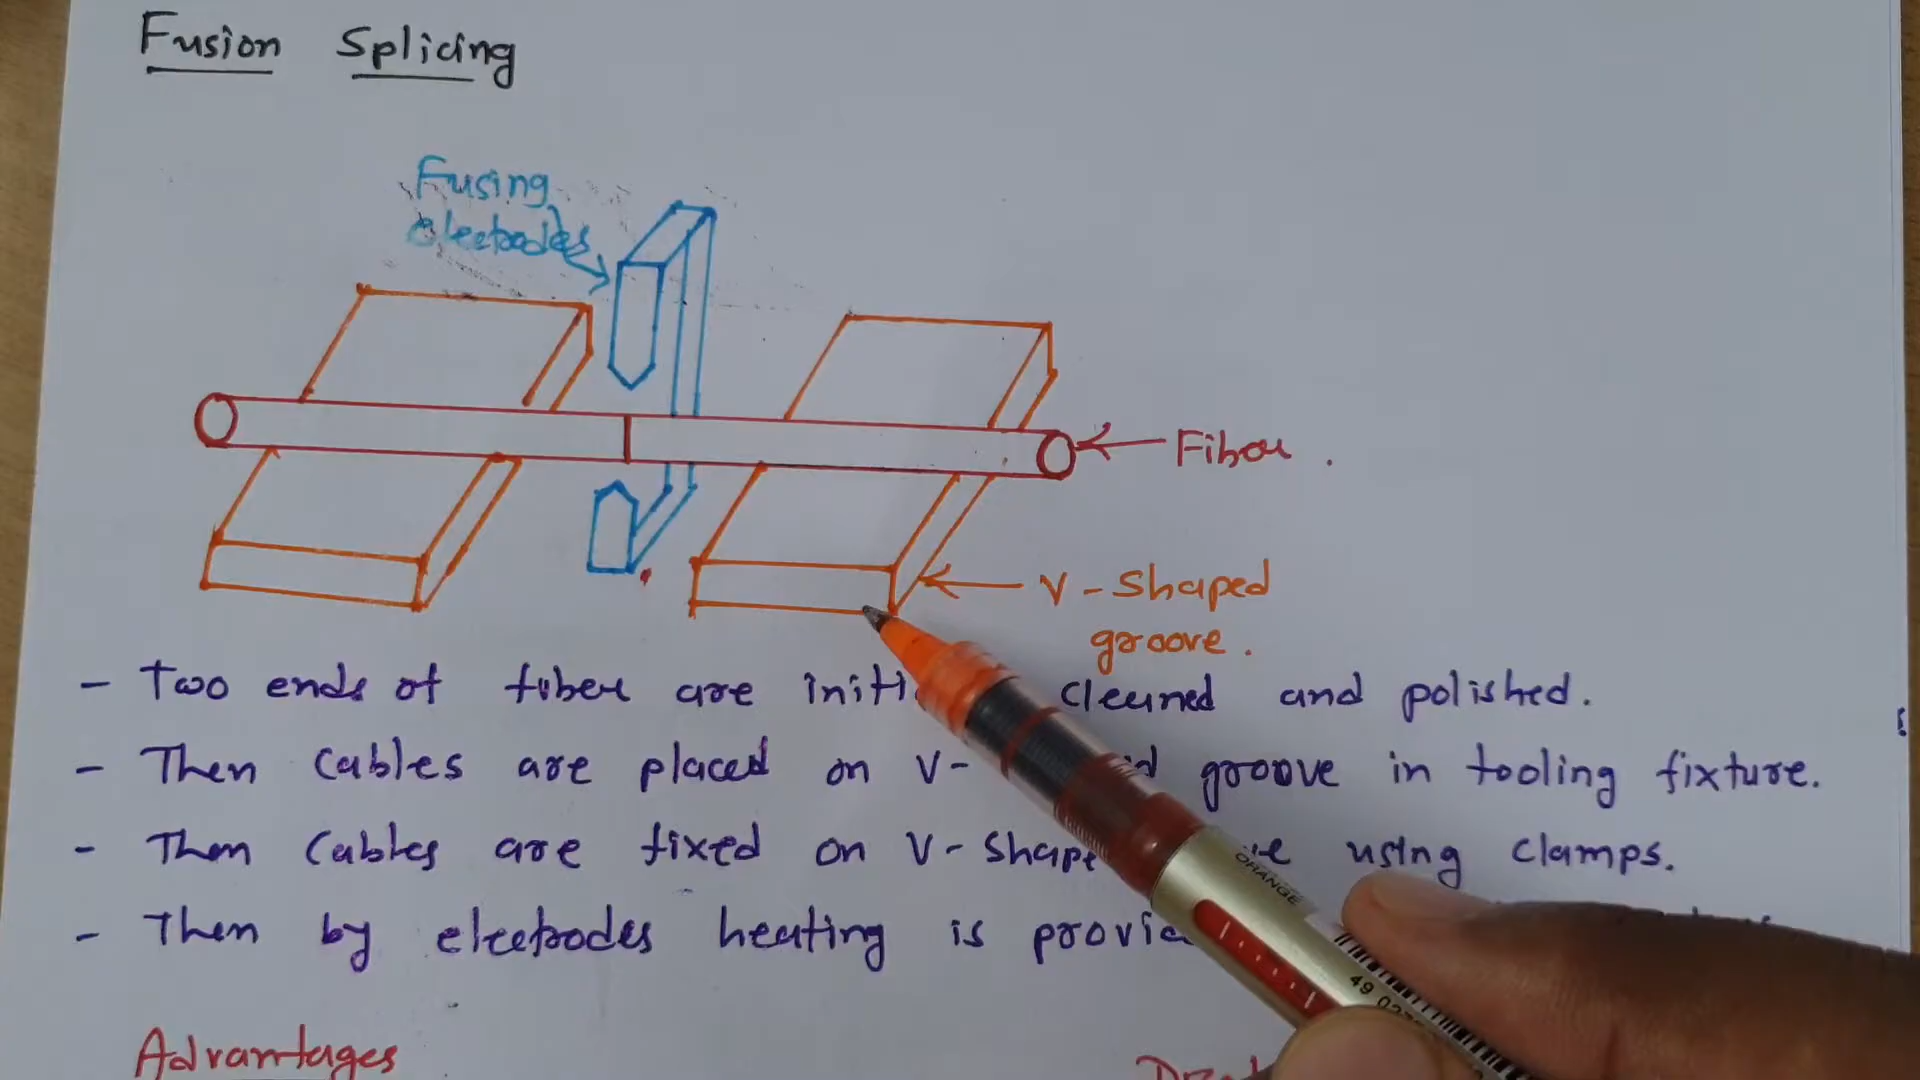 Fusion Splicing
Fusing
electrodes
Fiber .
V-Shaped
groove .
- Two ends of fiber are cleaned and polished.
- Then Cables are placed on V- groove in tooling fixture.
- Then Cables are fixed on V-Shape using clamps.
- Then by electrodes heating is
Advantages
ORANGE